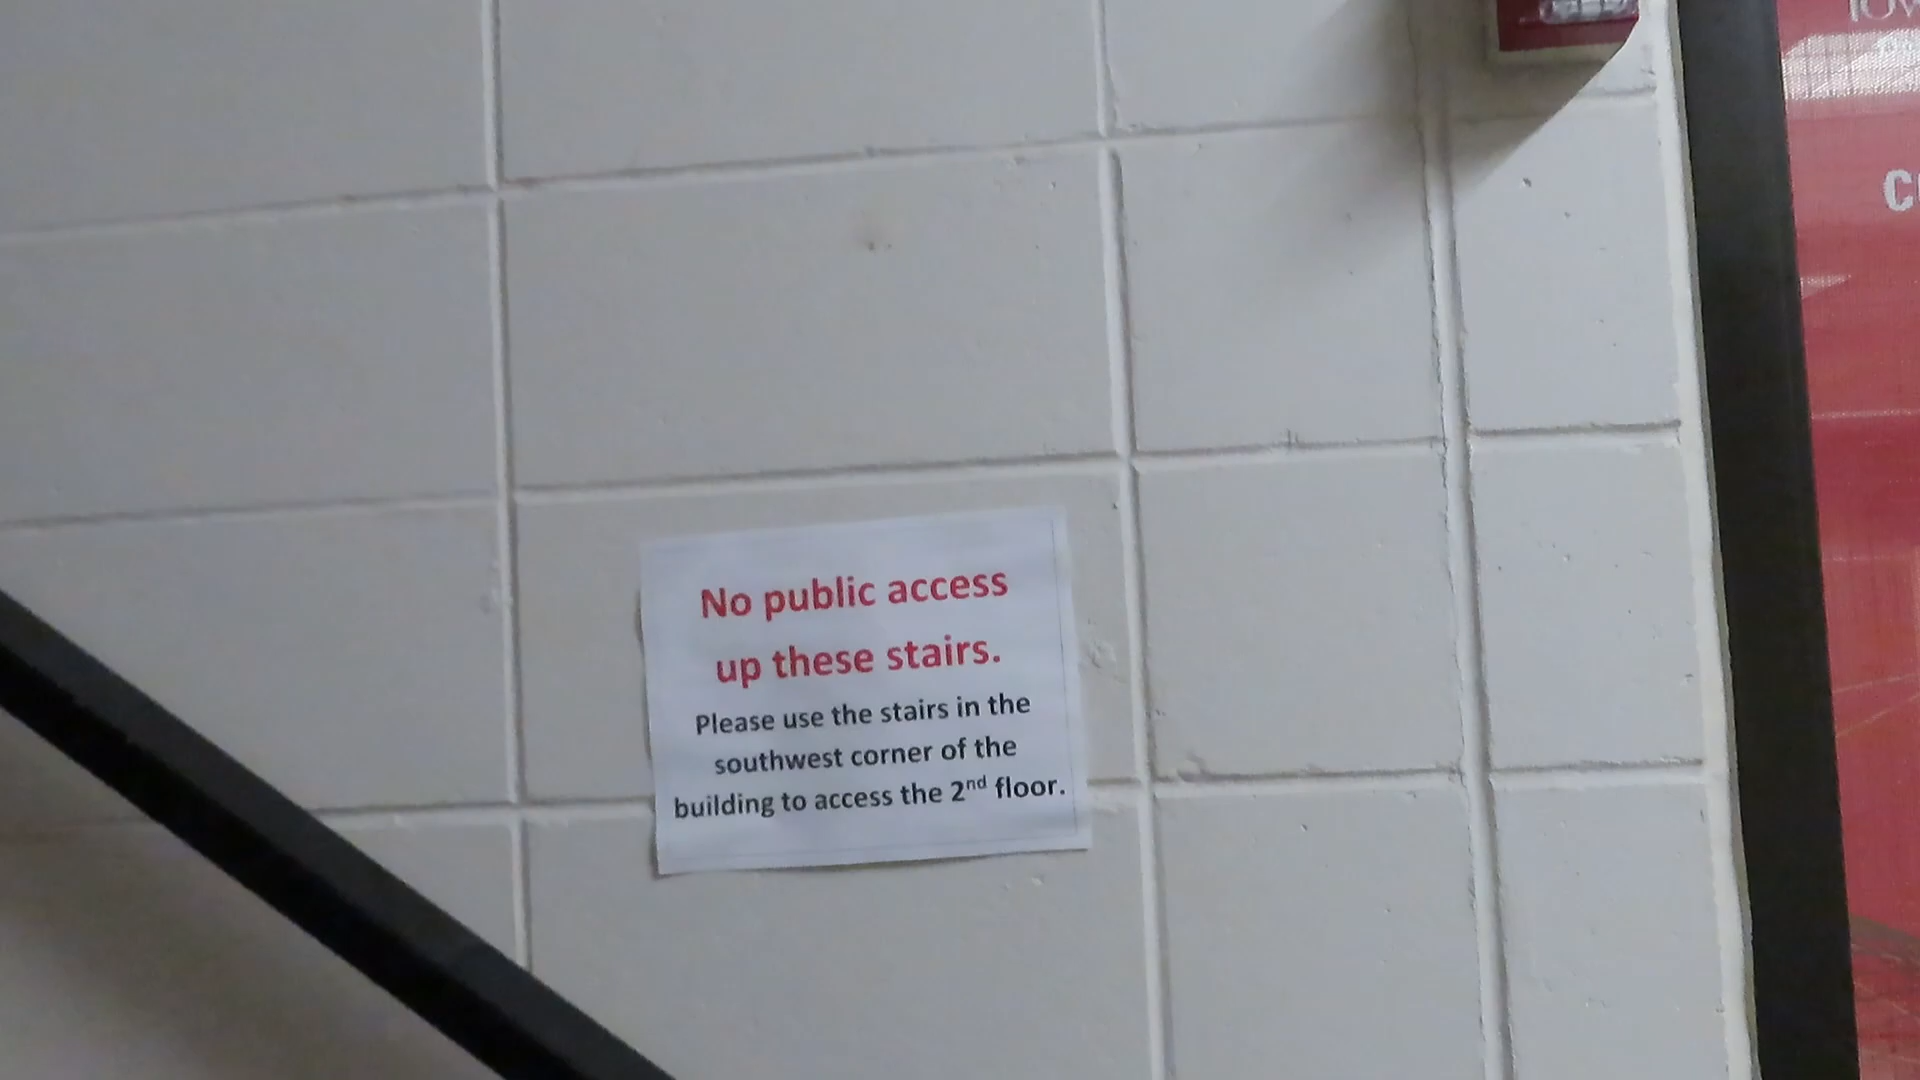 No public access
up these stairs.
Please use the stairs in the
southwest corner of the
building to access the 2nd floor.